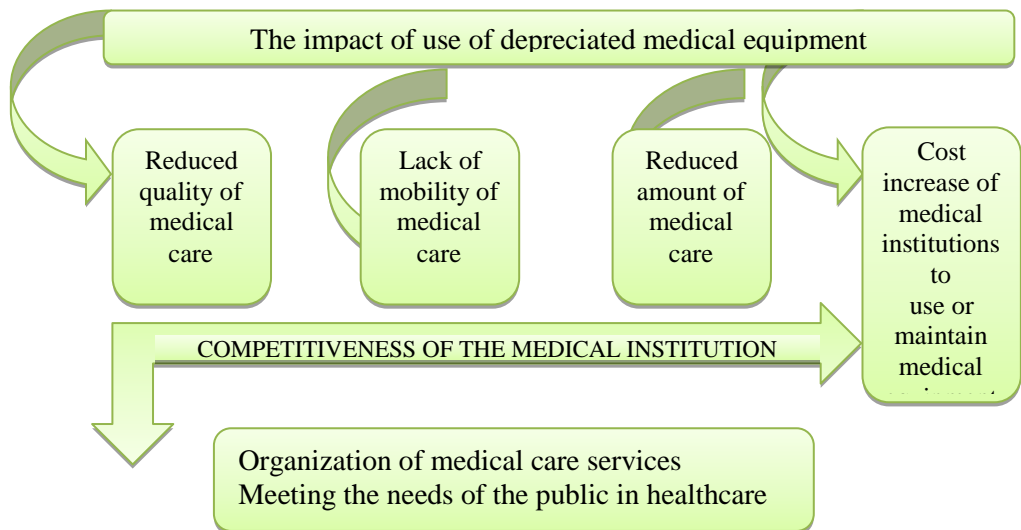 The impact of use of depreciated medical equipment
Reduced
quality of
medical
care
Lack of
mobility of
medical
care
Reduced
amount of
medical
care
Cost
increase of
medical
institutions
to
use or
maintain
medical
COMPETITIVENESS OF THE MEDICAL INSTITUTION
Organization of medical care services
Meeting the needs of the public in healthcare